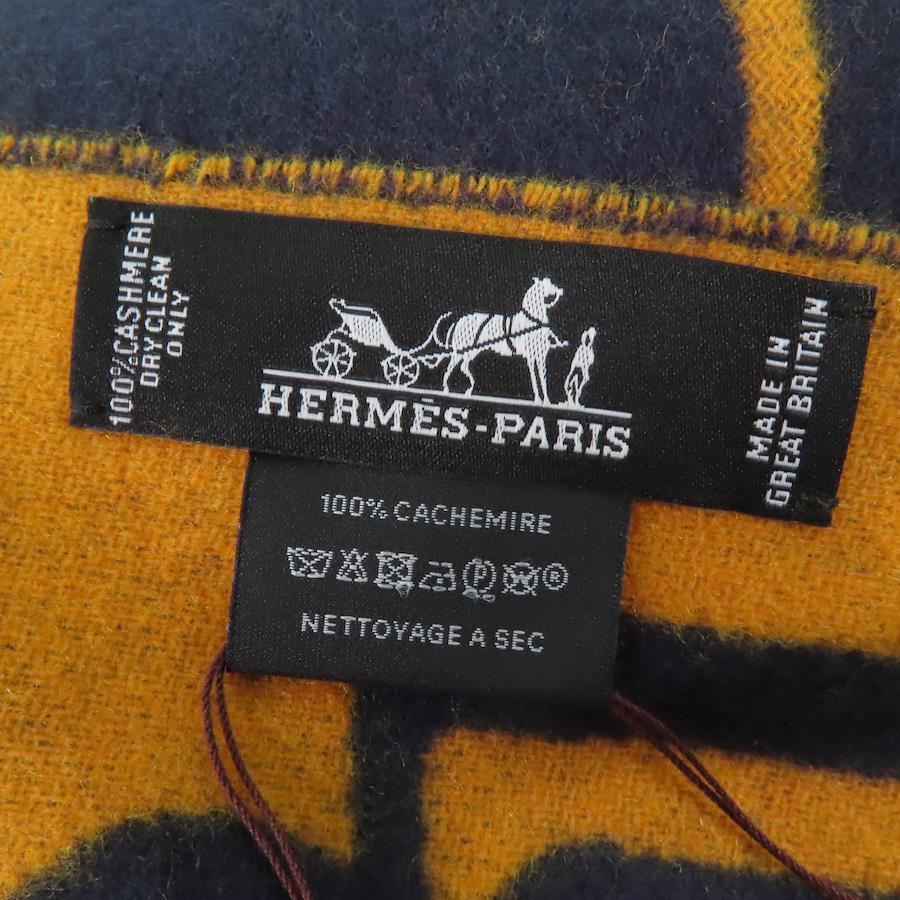 100% CASHMERE
DRY CLEAN
ONLY
HERMÈS-PARIS
MADE IN
GREAT BRITAIN
100% CACHEMIRE
P W R
NETTOYAGE A SEC